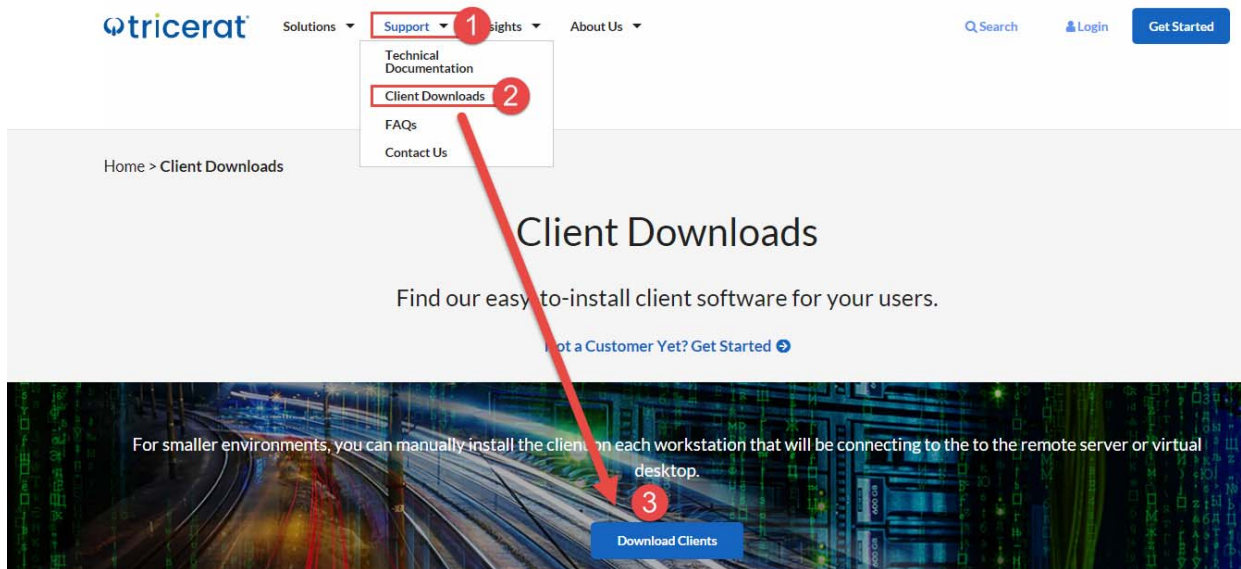 tricerat
Solutions Support 1 sights About Us Search Login Get Started
Technical
Documentation
Client Downloads 2
FAQs
Contact Us
Home > Client Downloads
Client Downloads
Find our easy-to-install client software for your users.
a Customer Yet? Get Started
For smaller environments, you can manually install the client on each workstation that will be connecting to the to the remote server or virtual
desktop.
3
Download Clients